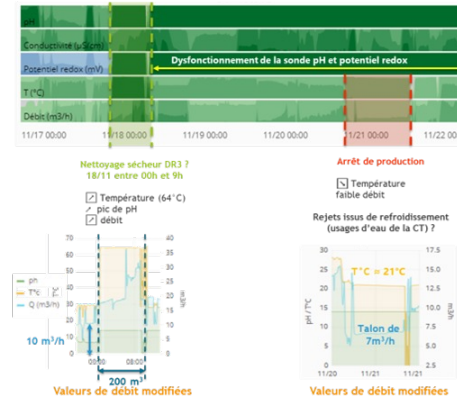 pH
Conductivité (µS/cm)
Potentiel redox (mV)
Dysfonctionnement de la sonde pH et potentiel redox
T (°C)
Débit (m3/h)
11/17 00:00 11/18 00:00 11/19 00:00 11/20 00:00 11/21 00:00 11/22 00:00
Nettoyage sécheur DR3 ?
18/11 entre 00h et 9h
Température (64°C)
pic de pH
débit
70 60 50 40 30 20 10 0
40 35 30 25 20 15 10 5 0
ph
T°c
Q (m3/h)
°C
m³/h
10 m³/h
00:00 08:00
200 m³
Valeurs de débit modifiées
Arrêt de production
Température
faible débit
Rejets issus de refroidissement
(usages d'eau de la CT) ?
30 25 20 15 10 5 0
17.5 15.0 12.5 10.0 7.5 5.0 2.5
pH / T°C
m3/h
T°C = 21°C
Talon de
7m³/h
11/20 11/21 11/21
Valeurs de débit modifiées